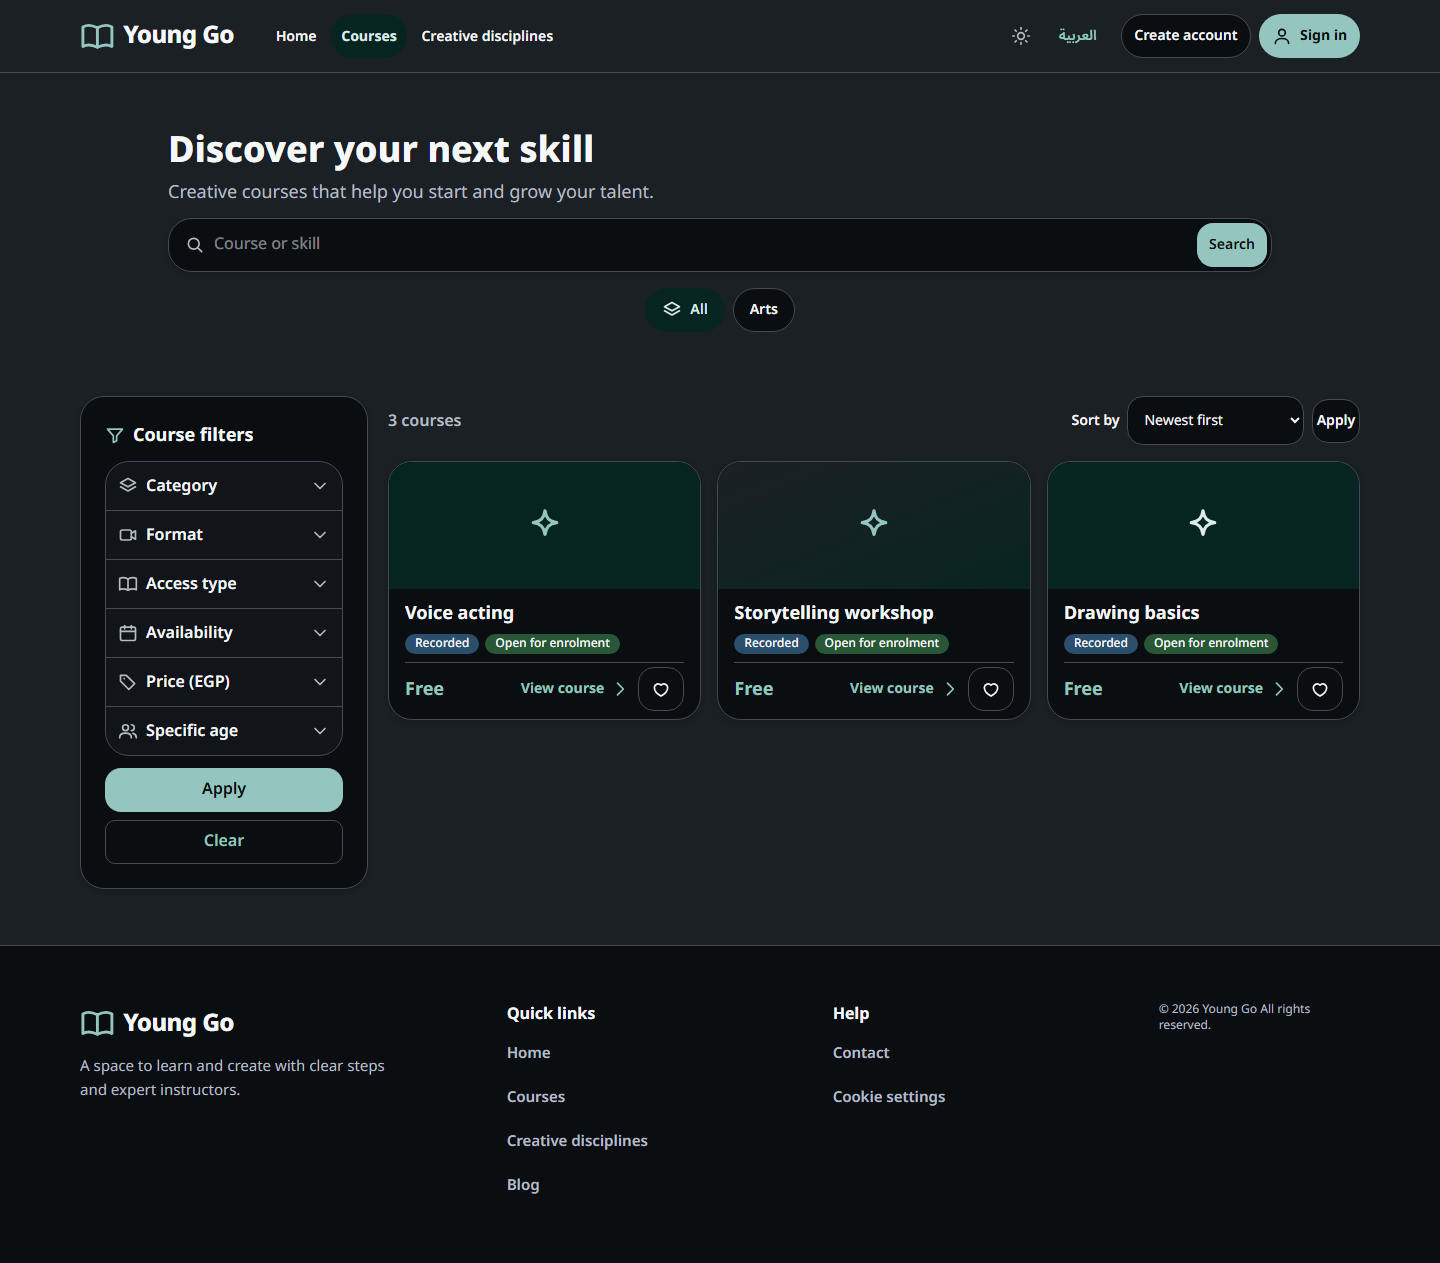 Young Go
Home
Courses
Creative disciplines
العربية
Create account
Sign in
Discover your next skill
Creative courses that help you start and grow your talent.
Course or skill
Search
All
Arts
Course filters
Category
Format
Access type
Availability
Price (EGP)
Specific age
Apply
Clear
3 courses
Sort by
Newest first
Apply
Voice acting
Recorded
Open for enrolment
Free
View course
Storytelling workshop
Recorded
Open for enrolment
Free
View course
Drawing basics
Recorded
Open for enrolment
Free
View course
Young Go
A space to learn and create with clear steps
and expert instructors.
Quick links
Home
Courses
Creative disciplines
Blog
Help
Contact
Cookie settings
© 2026 Young Go All rights
reserved.